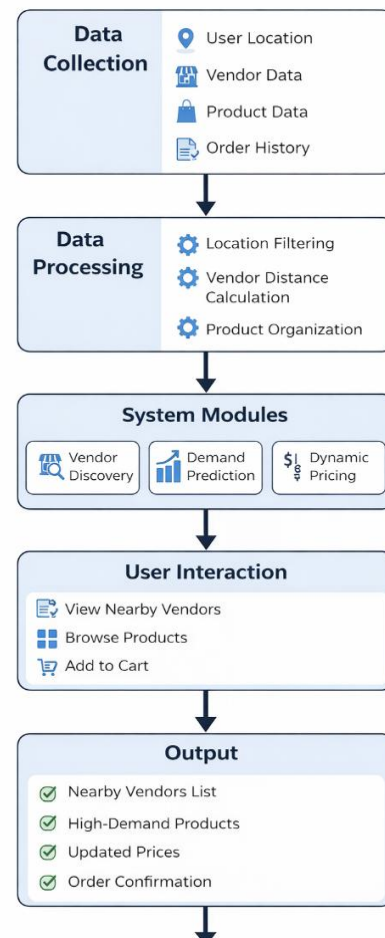 Data
Collection
User Location
Vendor Data
Product Data
Order History
Data
Processing
Location Filtering
Vendor Distance
Calculation
Product Organization
System Modules
Vendor
Discovery
Demand
Prediction
Dynamic
Pricing
User Interaction
View Nearby Vendors
Browse Products
Add to Cart
Output
Nearby Vendors List
High-Demand Products
Updated Prices
Order Confirmation